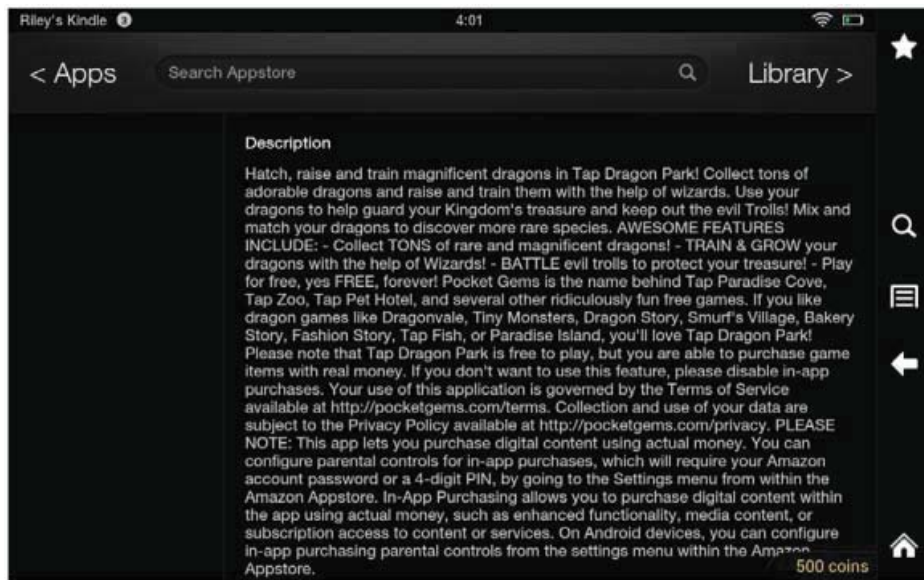 Riley's Kindle 3
4:01
< Apps
Search Appstore
Library >
Description
Hatch, raise and train magnificent dragons in Tap Dragon Park! Collect tons of
adorable dragons and raise and train them with the help of wizards. Use your
dragons to help guard your Kingdom's treasure and keep out the evil Trolls! Mix and
match your dragons to discover more rare species. AWESOME FEATURES
INCLUDE: - Collect TONS of rare and magnificent dragons! - TRAIN & GROW your
dragons with the help of Wizards! - BATTLE evil trolls to protect your treasure! - Play
for free, yes FREE, forever! Pocket Gems is the name behind Tap Paradise Cove,
Tap Zoo, Tap Pet Hotel, and several other ridiculously fun free games. If you like
dragon games like Dragonvale, Tiny Monsters, Dragon Story, Smurf's Village, Bakery
Story, Fashion Story, Tap Fish, or Paradise Island, you'll love Tap Dragon Park!
Please note that Tap Dragon Park is free to play, but you are able to purchase game
items with real money. If you don't want to use this feature, please disable in-app
purchases. Your use of this application is governed by the Terms of Service
available at http://pocketgems.com/terms. Collection and use of your data are
subject to the Privacy Policy available at http://pocketgems.com/privacy. PLEASE
NOTE: This app lets you purchase digital content using actual money. You can
configure parental controls for in-app purchases, which will require your Amazon
account password or a 4-digit PIN, by going to the Settings menu from within the
Amazon Appstore. In-App Purchasing allows you to purchase digital content within
the app using actual money, such as enhanced functionality, media content, or
subscription access to content or services. On Android devices, you can configure
in-app purchasing parental controls from the settings menu within the Amazon
Appstore.
500 coins